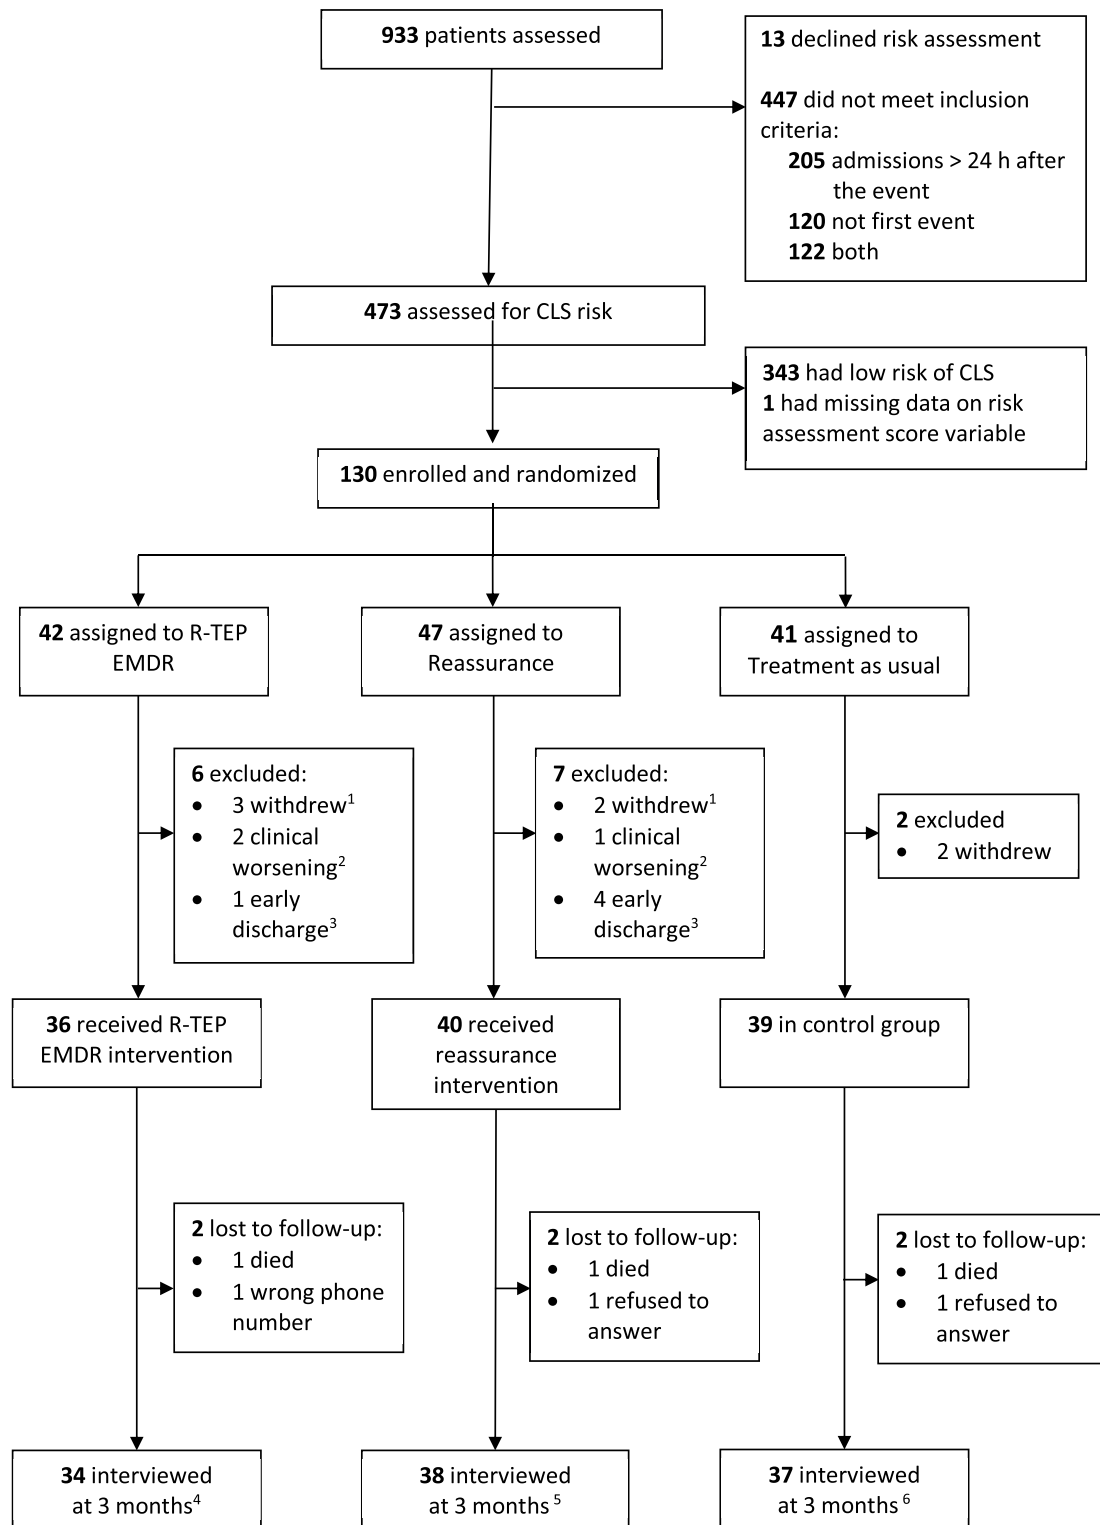 933 patients assessed
13 declined risk assessment
447 did not meet inclusion
criteria:
205 admissions > 24 h after
the event
120 not first event
122 both
473 assessed for CLS risk
343 had low risk of CLS
1 had missing data on risk
assessment score variable
130 enrolled and randomized
42 assigned to R-TEP
EMDR
47 assigned to
Reassurance
41 assigned to
Treatment as usual
6 excluded:
• 3 withdrew¹
• 2 clinical
worsening²
• 1 early
discharge³
7 excluded:
• 2 withdrew¹
• 1 clinical
worsening²
• 4 early
discharge³
2 excluded
• 2 withdrew
36 received R-TEP
EMDR intervention
40 received
reassurance
intervention
39 in control group
2 lost to follow-up:
• 1 died
• 1 wrong phone
number
2 lost to follow-up:
• 1 died
• 1 refused to
answer
2 lost to follow-up:
• 1 died
• 1 refused to
answer
34 interviewed
at 3 months⁴
38 interviewed
at 3 months ⁵
37 interviewed
at 3 months ⁶